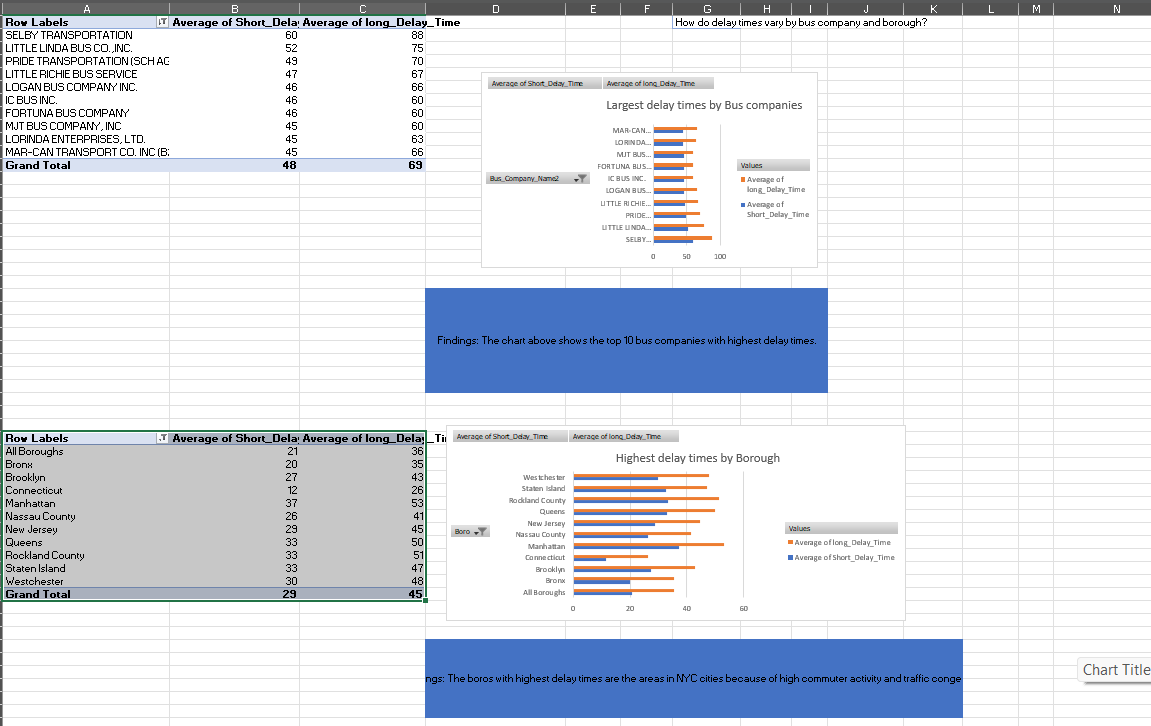 A B C D E F G H I J K L M N
Row Labels Average of Short_Delay Average of long_Delay_Time How do delay times vary by bus company and borough?
SELBY TRANSPORTATION 60 88
LITTLE LINDA BUS CO.,INC. 52 75
PRIDE TRANSPORTATION (SCH AG 49 70
LITTLE RICHIE BUS SERVICE 47 67
LOGAN BUS COMPANY INC. 46 66
IC BUS INC. 46 60
FORTUNA BUS COMPANY 46 60
MJT BUS COMPANY, INC 45 60
LORINDA ENTERPRISES, LTD. 45 63
MAR-CAN TRANSPORT CO. INC (B2 45 66
Grand Total 48 69
Average of Short_Delay_Time Average of long_Delay_Time
Largest delay times by Bus companies
MAR-CAN...
LORINDA...
MJT BUS...
FORTUNA BUS...
IC BUS INC.
LOGAN BUS...
LITTLE RICHIE...
PRIDE...
LITTLE LINDA...
SELBY...
0 50 100
Bus_Company_Name2
Values
Average of
long_Delay_Time
Average of
Short_Delay_Time
Findings: The chart above shows the top 10 bus companies with highest delay times.
Row Labels Average of Short_Delay Average of long_Delay_Ti
All Boroughs 21 36
Bronx 20 35
Brooklyn 27 43
Connecticut 12 26
Manhattan 37 53
Nassau County 26 41
New Jersey 29 45
Queens 33 50
Rockland County 33 51
Staten Island 33 47
Westchester 30 48
Grand Total 29 45
Average of Short_Delay_Time Average of long_Delay_Time
Highest delay times by Borough
Westchester
Staten Island
Rockland County
Queens
New Jersey
Nassau County
Manhattan
Connecticut
Brooklyn
Bronx
All Boroughs
0 20 40 60
Boro
Values
Average of long_Delay_Time
Average of Short_Delay_Time
ngs: The boros with highest delay times are the areas in NYC cities because of high commuter activity and traffic conge
Chart Title